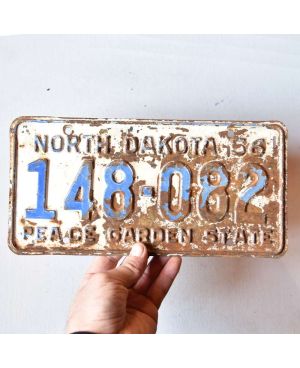 NORTH DAKOTA 56
148-082
PEACE GARDEN STATE